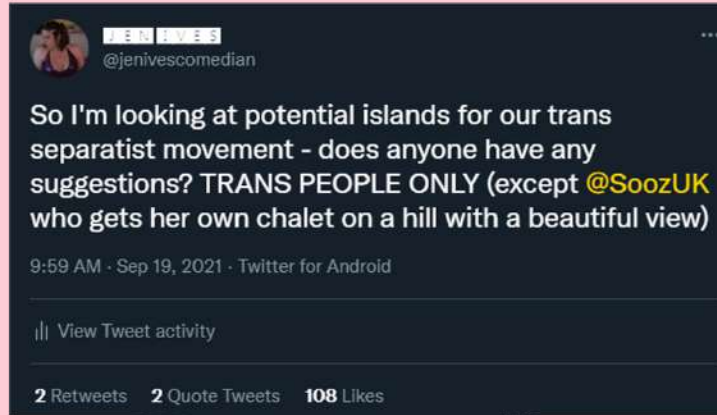 JEN IVES
@jenivescomedian
So I'm looking at potential islands for our trans
separatist movement - does anyone have any
suggestions? TRANS PEOPLE ONLY (except @SoozUK
who gets her own chalet on a hill with a beautiful view)
9:59 AM · Sep 19, 2021 · Twitter for Android
View Tweet activity
2 Retweets 2 Quote Tweets 108 Likes